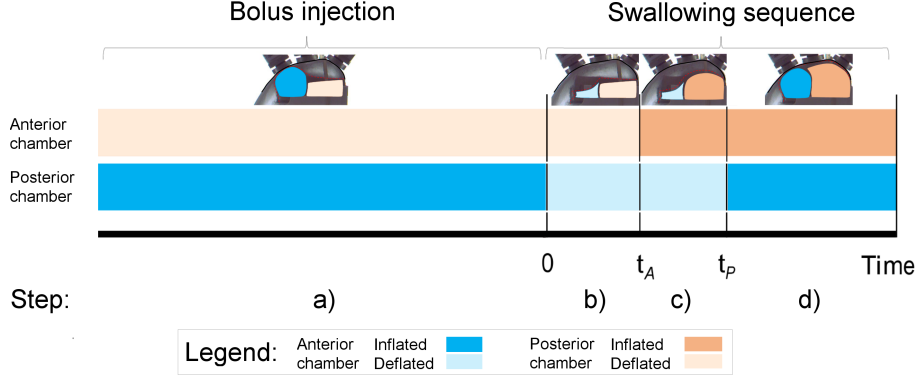 Bolus injection
Swallowing sequence
Anterior
chamber
Posterior
chamber
0
tA
tP
Time
Step:
a)
b)
c)
d)
Legend:
Anterior
chamber
Inflated
Deflated
Posterior
chamber
Inflated
Deflated